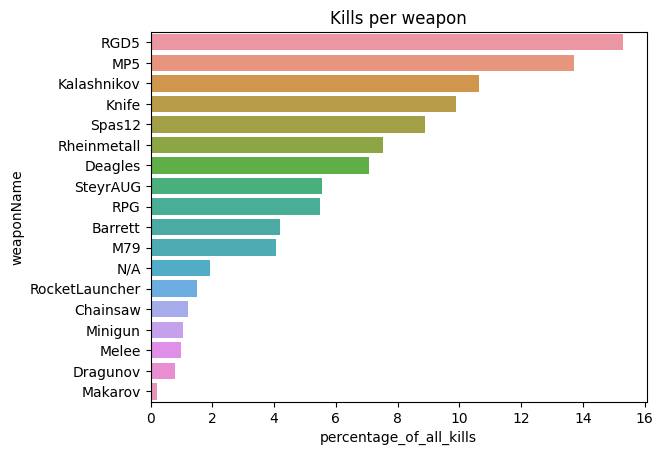 Kills per weapon
weaponName
RGD5
MP5
Kalashnikov
Knife
Spas12
Rheinmetall
Deagles
SteyrAUG
RPG
Barrett
M79
N/A
RocketLauncher
Chainsaw
Minigun
Melee
Dragunov
Makarov
0 2 4 6 8 10 12 14 16
percentage_of_all_kills